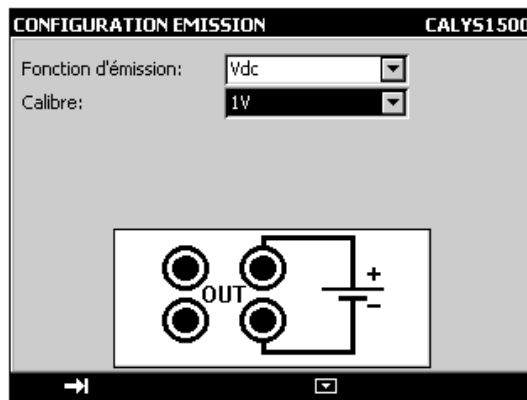 CONFIGURATION EMISSION CALYS1500
Fonction d'émission: Vdc
Calibre: 1V
OUT
+
−